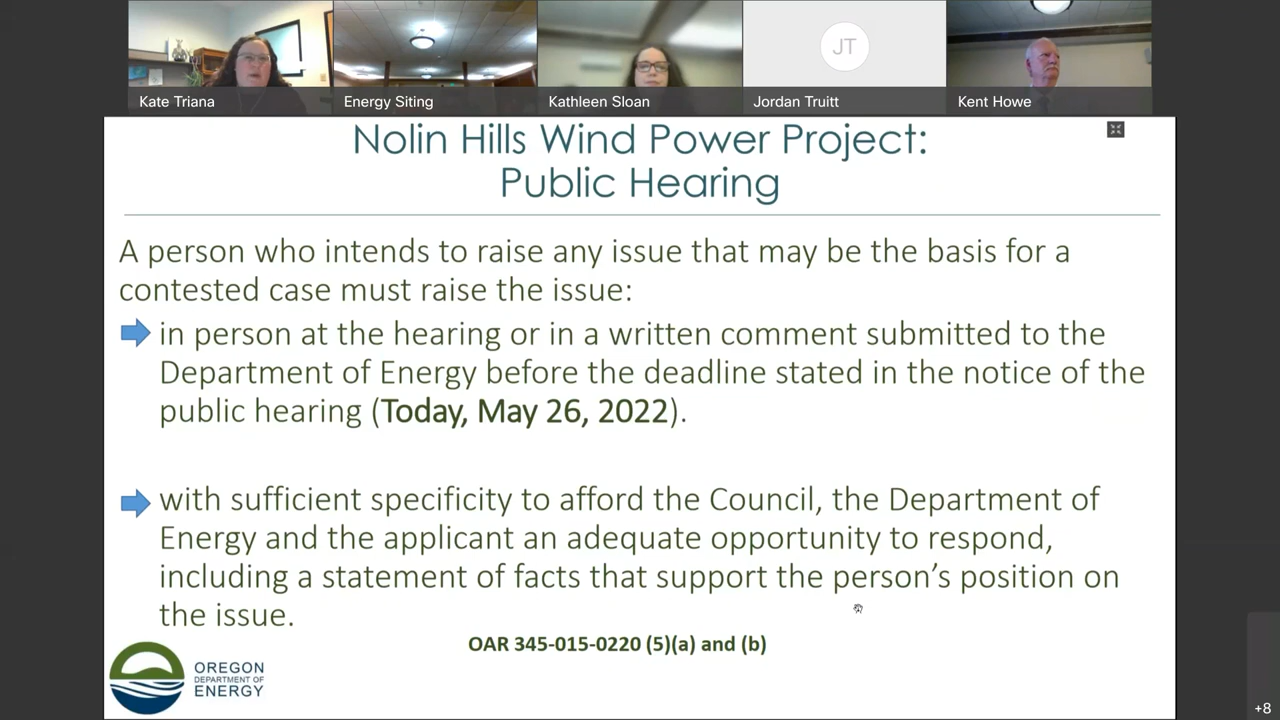 JT
Kate Triana
Energy Siting
Kathleen Sloan
Jordan Truitt
Kent Howe
Nolin Hills Wind Power Project:
Public Hearing
A person who intends to raise any issue that may be the basis for a
contested case must raise the issue:
in person at the hearing or in a written comment submitted to the
Department of Energy before the deadline stated in the notice of the
public hearing (Today, May 26, 2022).
with sufficient specificity to afford the Council, the Department of
Energy and the applicant an adequate opportunity to respond,
including a statement of facts that support the person's position on
the issue.
OAR 345-015-0220 (5)(a) and (b)
OREGON
DEPARTMENT OF
ENERGY
+8